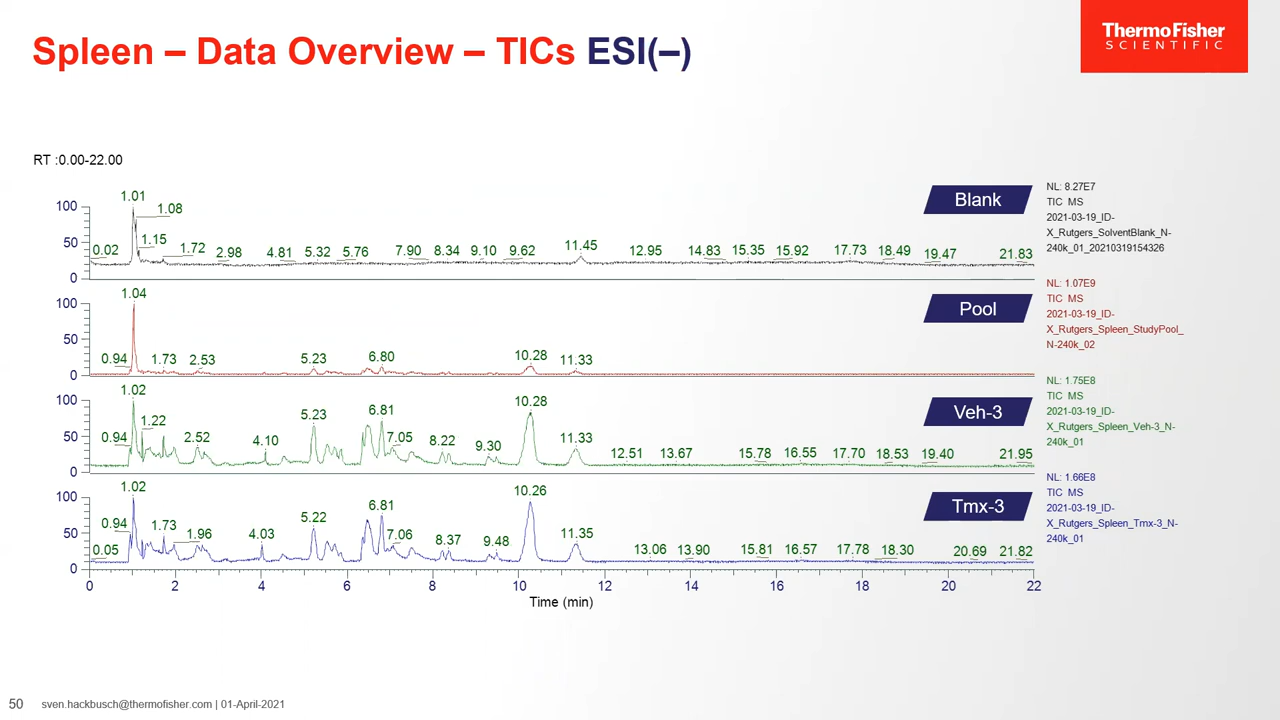 Spleen – Data Overview – TICs ESI(–)
ThermoFisher
SCIENTIFIC
RT :0.00-22.00
Blank
NL: 8.27E7
TIC MS
2021-03-19_ID-
X_Rutgers_SolventBlank_N-
240k_01_20210319154326
100
50
0
1.01
1.08
0.02
1.15
1.72
2.98
4.81
5.32
5.76
7.90
8.34
9.10
9.62
11.45
12.95
14.83
15.35
15.92
17.73
18.49
19.47
21.83
Pool
NL: 1.07E9
TIC MS
2021-03-19_ID-
X_Rutgers_Spleen_StudyPool_
N-240k_02
100
50
0
1.04
0.94
1.73
2.53
5.23
6.80
10.28
11.33
Veh-3
NL: 1.75E8
TIC MS
2021-03-19_ID-
X_Rutgers_Spleen_Veh-3_N-
240k_01
100
50
0
1.02
1.22
0.94
2.52
4.10
5.23
6.81
7.05
8.22
9.30
10.28
11.33
12.51
13.67
15.78
16.55
17.70
18.53
19.40
21.95
Tmx-3
NL: 1.66E8
TIC MS
2021-03-19_ID-
X_Rutgers_Spleen_Tmx-3_N-
240k_01
100
50
0
1.02
0.94
0.05
1.73
1.96
4.03
5.22
6.81
7.06
8.37
9.48
10.26
11.35
13.06
13.90
15.81
16.57
17.78
18.30
20.69
21.82
0 2 4 6 8 10 12 14 16 18 20 22
Time (min)
50 sven.hackbusch@thermofisher.com | 01-April-2021